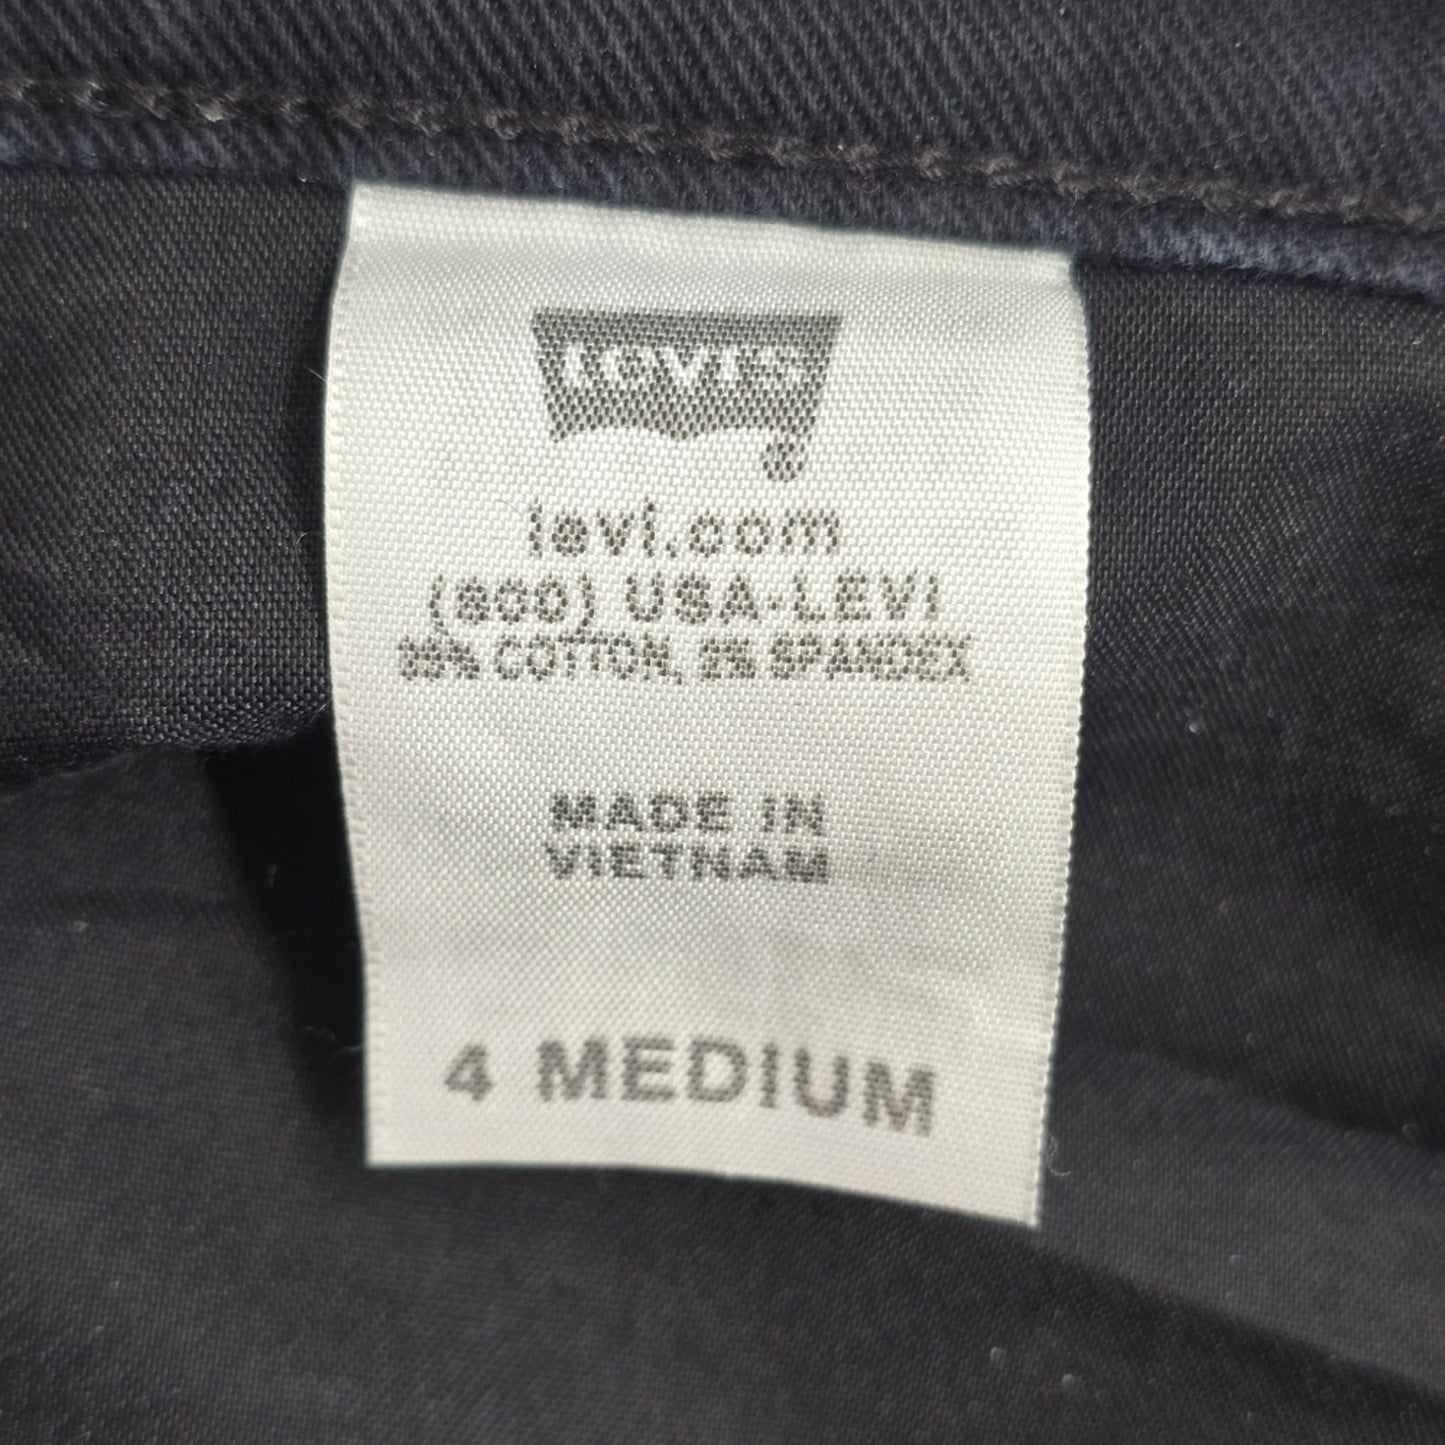 Levi's
levi.com
(800) USA-LEVI
98% COTTON, 2% SPANDEX
MADE IN
VIETNAM
4 MEDIUM